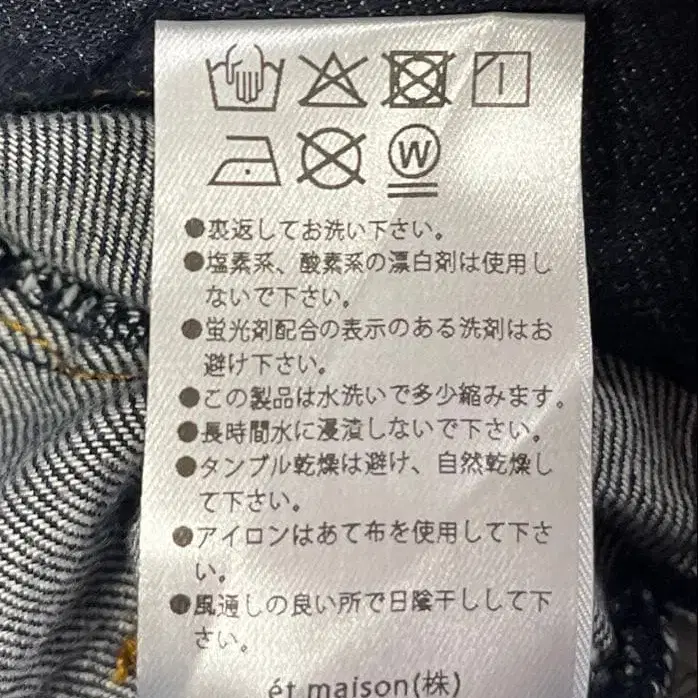 W
●裏返してお洗い下さい。
●塩素系、酸素系の漂白剤は使用し
ないで下さい。
●蛍光剤配合の表示のある洗剤はお
避け下さい。
●この製品は水洗いで多少縮みます。
●長時間水に浸漬しないで下さい。
●タンブル乾燥は避け、自然乾燥し
て下さい。
●アイロンはあて布を使用して下さ
い。
●風通しの良い所で日陰干しして下
さい。
ét maison(株)